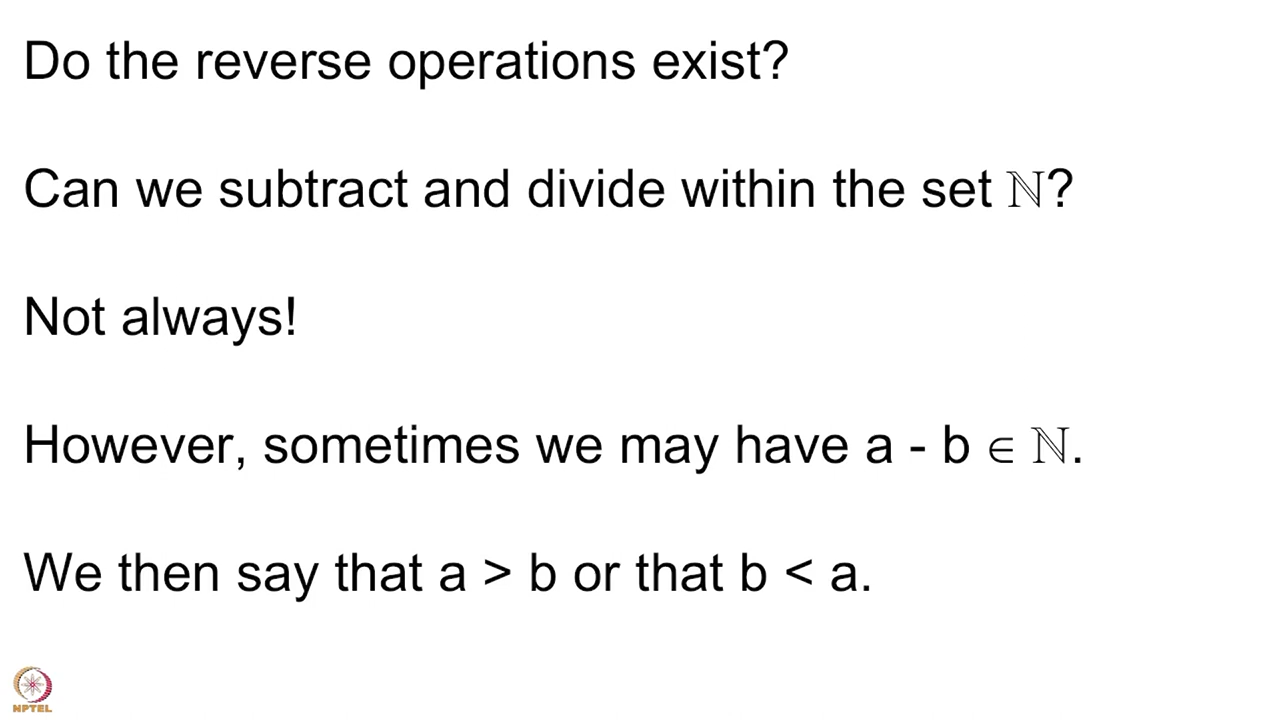 Do the reverse operations exist?
Can we subtract and divide within the set ℕ?
Not always!
However, sometimes we may have a - b ∈ ℕ.
We then say that a > b or that b < a.
NPTEL